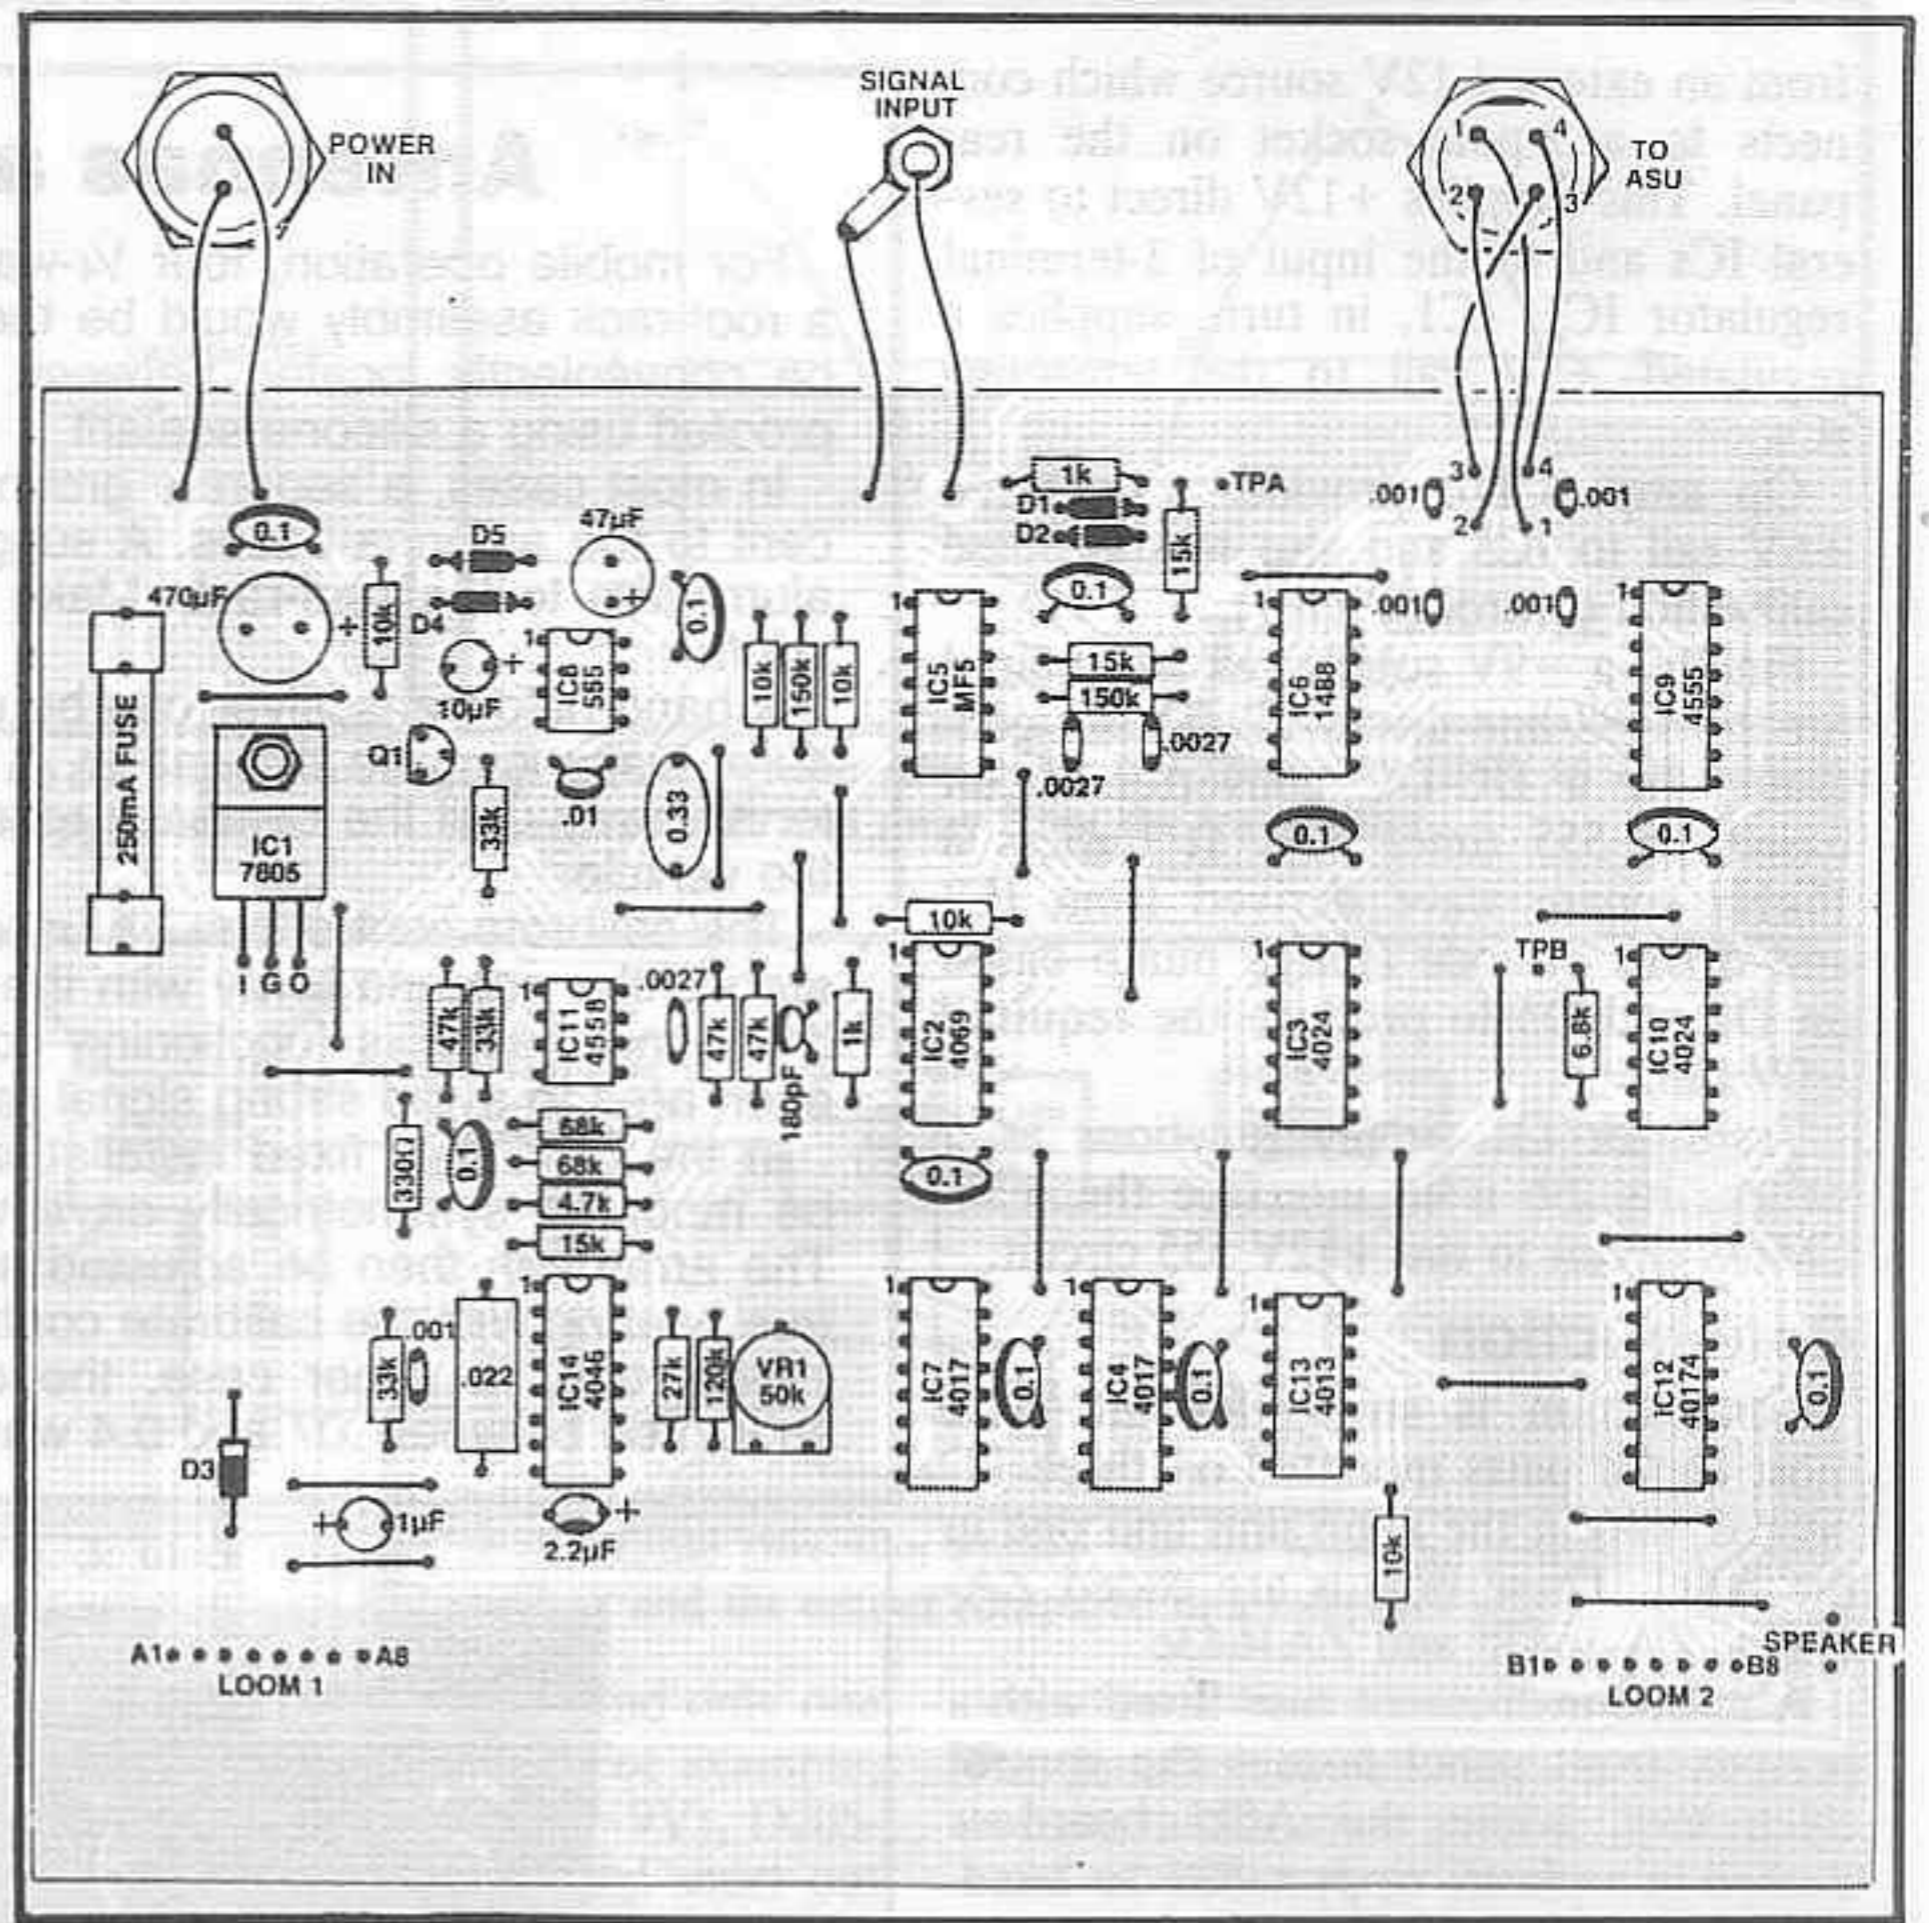 SIGNAL
INPUT
POWER
IN
1
4
2
3
TO
ASU
1k
TPA
D1
D2
15k
3
4
.001
.001
2
1
0.1
D5
47µF
+
470µF
+
10k
D4
0.1
0.1
1
1
.001
.001
1
250mA FUSE
10µF
+
1
IC8
555
10k
150k
10k
IC5
MF5
15k
150k
IC6
1488
IC9
4555
Q1
.0027
.0027
IC1
7805
33k
.01
0.33
0.1
0.1
10k
I G O
47k
33k
1
IC11
4558
.0027
47k
47k
180pF
1k
1
IC2
4069
1
IC3
4024
TPB
6.8k
1
IC10
4024
330Ω
0.1
68k
68k
4.7k
15k
0.1
33k
.001
.022
1
IC14
4046
27k
120k
VR1
50k
1
IC7
4017
0.1
1
IC4
4017
0.1
1
IC13
4013
1
IC12
40174
0.1
D3
+
1µF
+
2.2µF
10k
A1
A8
LOOM 1
SPEAKER
B1
B8
LOOM 2